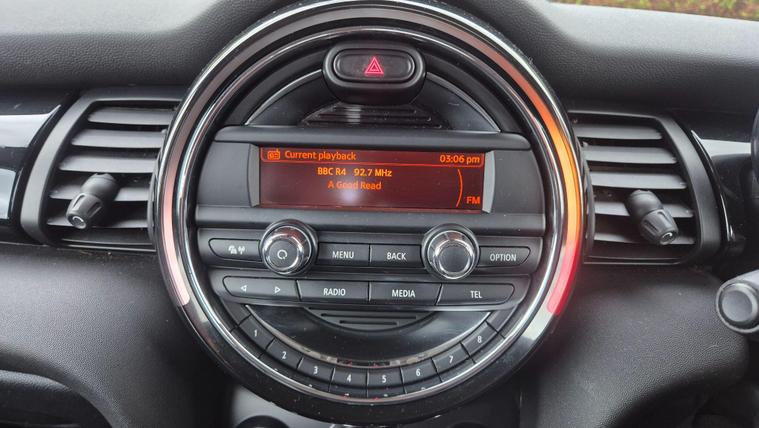 Current playback 03:06 pm
BBC R4 92.7 MHz
A Good Read
FM
MENU BACK OPTION
RADIO MEDIA TEL
1 2 3 4 5 6 7 8